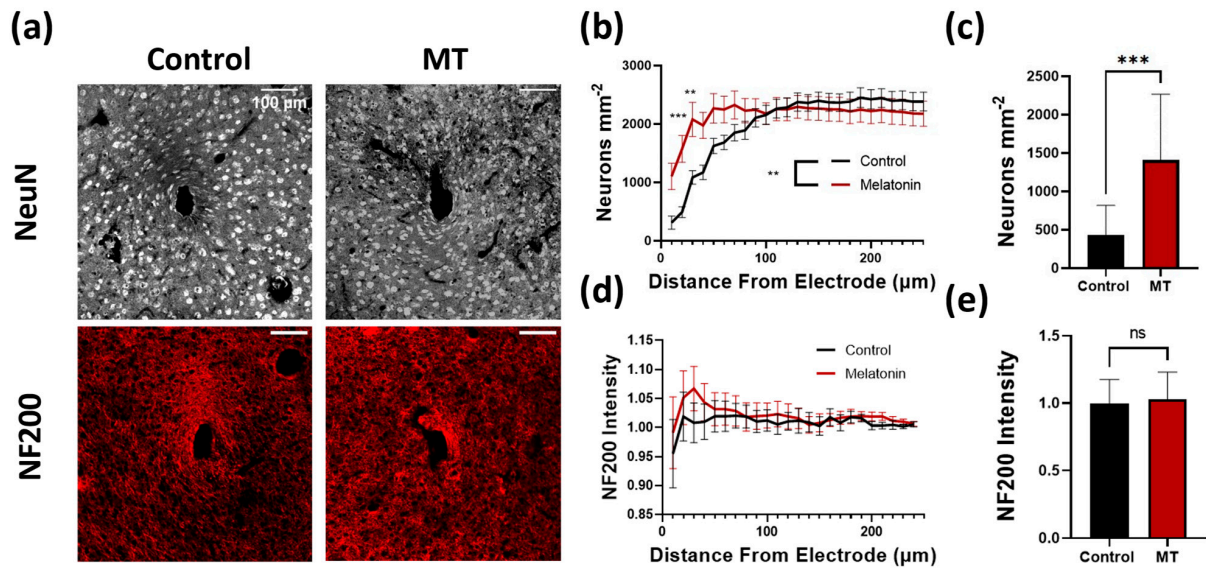 (a)
Control
MT
NeuN
100 μm
NF200
(b)
Neurons mm-2
3000
2000
1000
0
**
***
**
Control
Melatonin
0
100
200
Distance From Electrode (μm)
(c)
***
Neurons mm-2
2500
2000
1500
1000
500
0
Control
MT
(d)
NF200 Intensity
1.15
1.10
1.05
1.00
0.95
0.90
0.85
Control
Melatonin
0
100
200
Distance From Electrode (μm)
(e)
ns
NF200 Intensity
1.5
1.0
0.5
0.0
Control
MT